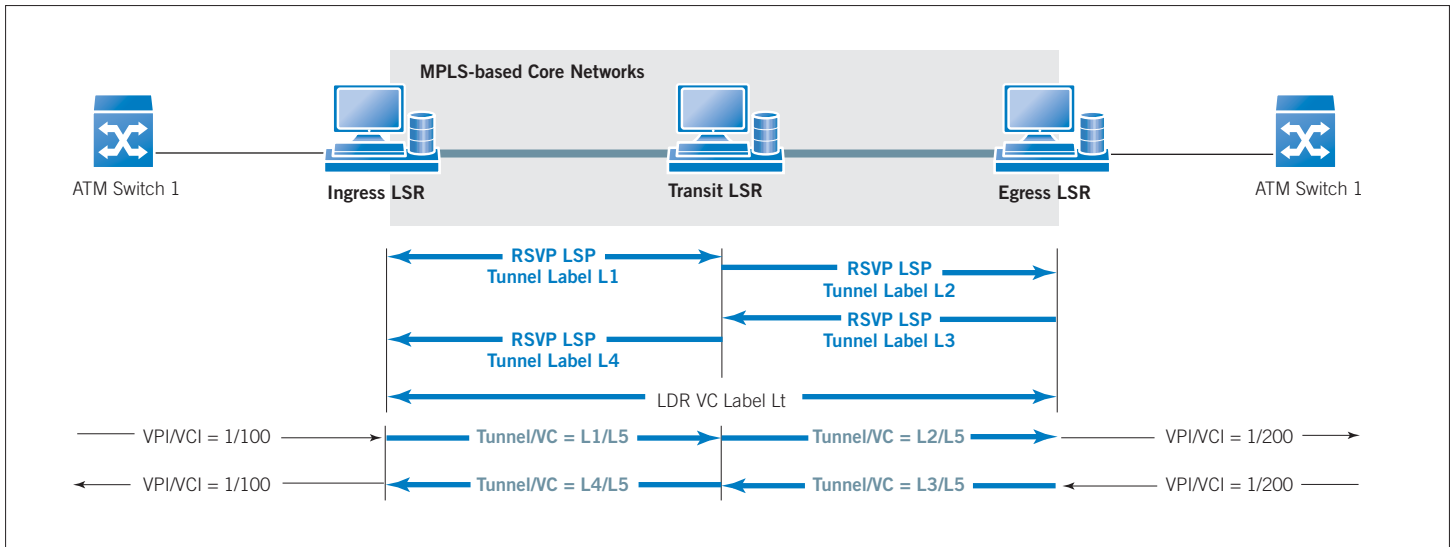 MPLS-based Core Networks
ATM Switch 1
Ingress LSR
Transit LSR
Egress LSR
ATM Switch 1
RSVP LSP
Tunnel Label L1
RSVP LSP
Tunnel Label L2
RSVP LSP
Tunnel Label L3
RSVP LSP
Tunnel Label L4
LDR VC Label Lt
VPI/VCI = 1/100
Tunnel/VC = L1/L5
Tunnel/VC = L2/L5
VPI/VCI = 1/200
VPI/VCI = 1/100
Tunnel/VC = L4/L5
Tunnel/VC = L3/L5
VPI/VCI = 1/200